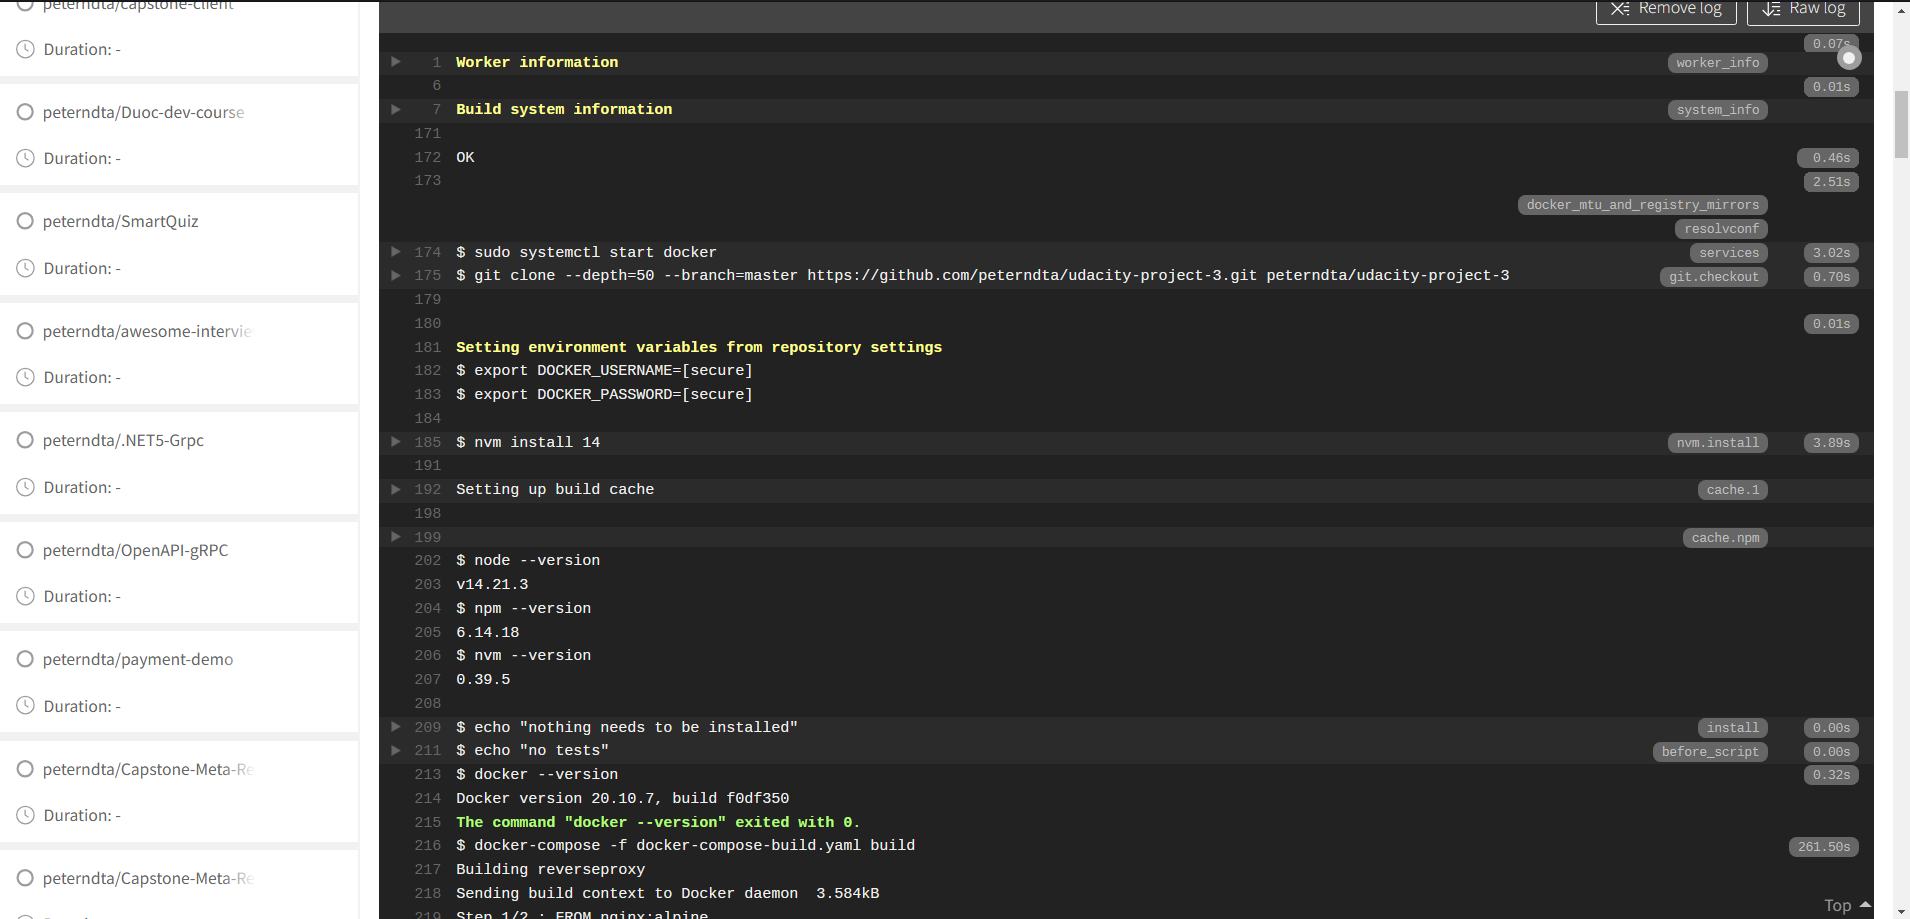 peterndta/capstone-client
Duration: -
peterndta/Duoc-dev-course
Duration: -
peterndta/SmartQuiz
Duration: -
peterndta/awesome-intervie
Duration: -
peterndta/.NET5-Grpc
Duration: -
peterndta/OpenAPI-gRPC
Duration: -
peterndta/payment-demo
Duration: -
peterndta/Capstone-Meta-Re
Duration: -
peterndta/Capstone-Meta-Re
Remove log Raw log
0.07s
1 Worker information worker_info
6 0.01s
7 Build system information system_info
171
172 OK 0.46s
173 2.51s
docker_mtu_and_registry_mirrors
resolvconf
174 $ sudo systemctl start docker services 3.02s
175 $ git clone --depth=50 --branch=master https://github.com/peterndta/udacity-project-3.git peterndta/udacity-project-3 git.checkout 0.70s
179
180 0.01s
181 Setting environment variables from repository settings
182 $ export DOCKER_USERNAME=[secure]
183 $ export DOCKER_PASSWORD=[secure]
184
185 $ nvm install 14 nvm.install 3.89s
191
192 Setting up build cache cache.1
198
199 cache.npm
202 $ node --version
203 v14.21.3
204 $ npm --version
205 6.14.18
206 $ nvm --version
207 0.39.5
208
209 $ echo "nothing needs to be installed" install 0.00s
211 $ echo "no tests" before_script 0.00s
213 $ docker --version 0.32s
214 Docker version 20.10.7, build f0df350
215 The command "docker --version" exited with 0.
216 $ docker-compose -f docker-compose-build.yaml build 261.50s
217 Building reverseproxy
218 Sending build context to Docker daemon  3.584kB
219 Step 1/2 : FROM nginx:alpine
Top